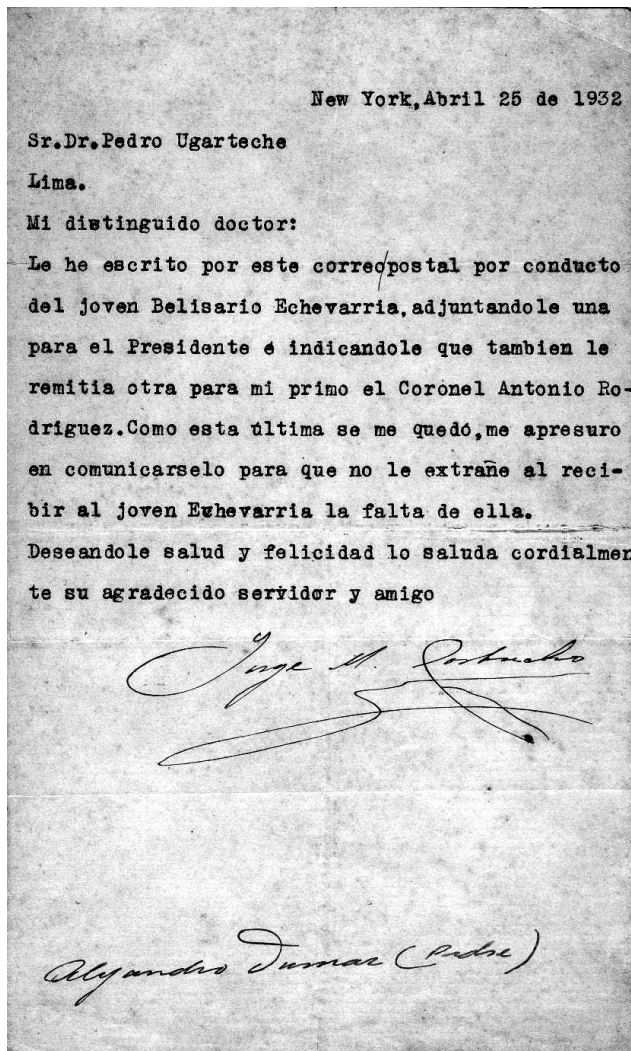 New York,Abril 25 de 1932
Sr.Dr.Pedro Ugarteche
Lima.
Mi distinguido doctor:
Le he escrito por este correo/postal por conducto
del joven Belisario Echevarria,adjuntandole una
para el Presidente é indicandole que tambien le
remitia otra para mi primo el Coronel Antonio Ro-
driguez.Como esta última se me quedó,me apresuro
en comunicarselo para que no le extrañe al reci-
bir al joven Evhevarria la falta de ella.
Deseandole salud y felicidad lo saluda cordialmen
te su agradecido servidor y amigo
Jorge M. Corbacho
Alejandro Dumas (Padre)